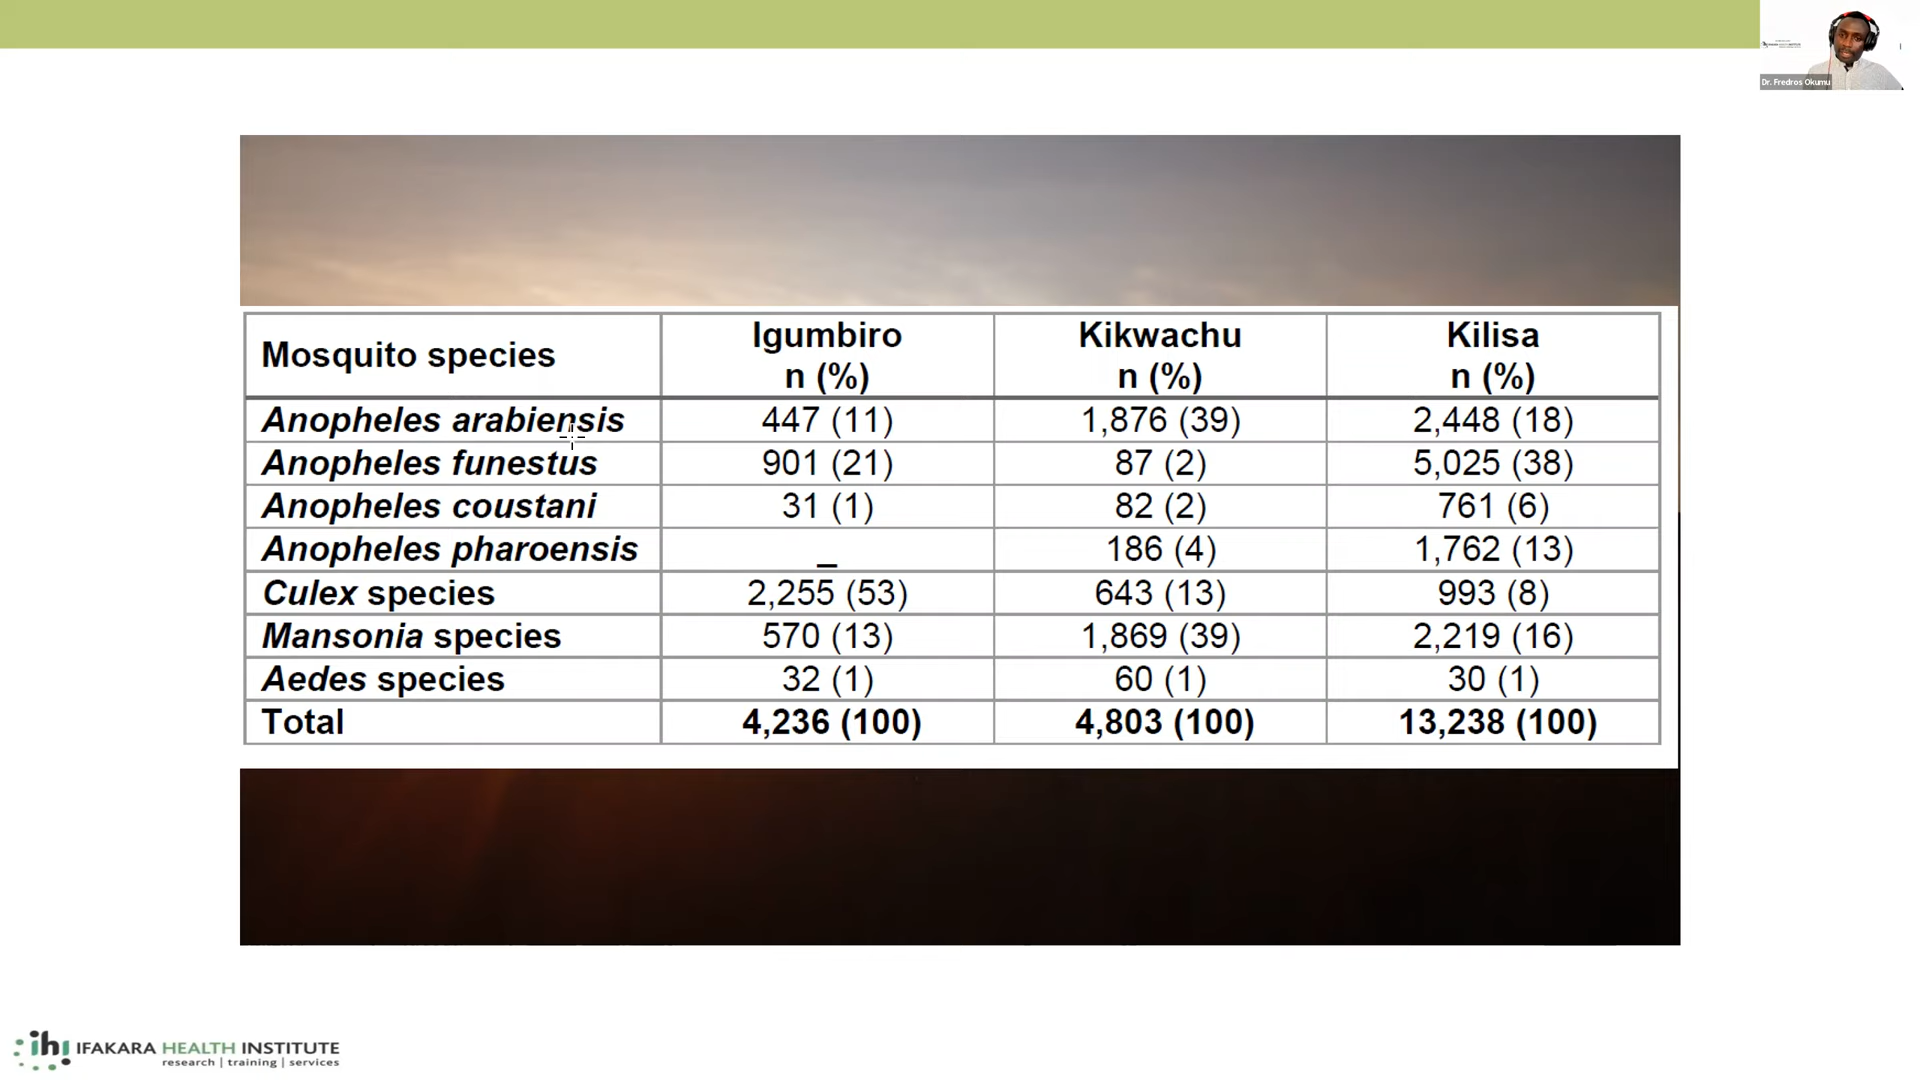 Dr. Fredros Okumu
Mosquito species Igumbiro n (%) Kikwachu n (%) Kilisa n (%)
Anopheles arabiensis 447 (11) 1,876 (39) 2,448 (18)
Anopheles funestus 901 (21) 87 (2) 5,025 (38)
Anopheles coustani 31 (1) 82 (2) 761 (6)
Anopheles pharoensis _ 186 (4) 1,762 (13)
Culex species 2,255 (53) 643 (13) 993 (8)
Mansonia species 570 (13) 1,869 (39) 2,219 (16)
Aedes species 32 (1) 60 (1) 30 (1)
Total 4,236 (100) 4,803 (100) 13,238 (100)
ihi IFAKARA HEALTH INSTITUTE
research | training | services